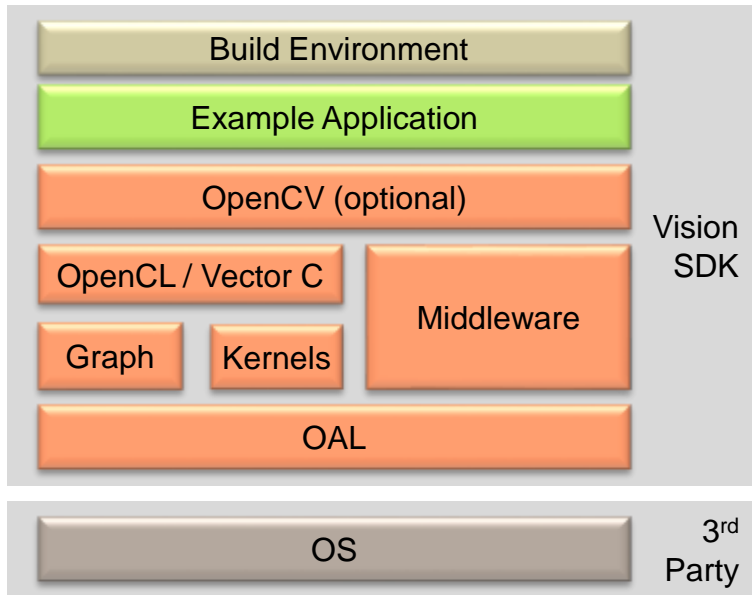 Build Environment
Example Application
OpenCV (optional)
Vision
SDK
OpenCL / Vector C
Middleware
Graph
Kernels
OAL
OS
3rd
Party